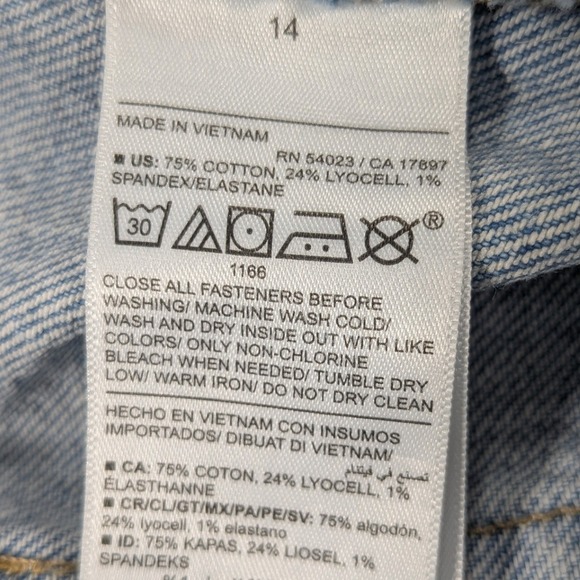 14
MADE IN VIETNAM
RN 54023 / CA 17897
■ US: 75% COTTON, 24% LYOCELL, 1%
SPANDEX/ELASTANE
30
®
1166
CLOSE ALL FASTENERS BEFORE
WASHING/ MACHINE WASH COLD/
WASH AND DRY INSIDE OUT WITH LIKE
COLORS/ ONLY NON-CHLORINE
BLEACH WHEN NEEDED/ TUMBLE DRY
LOW/ WARM IRON/ DO NOT DRY CLEAN
HECHO EN VIETNAM CON INSUMOS
IMPORTADOS/ DIBUAT DI VIETNAM/
تصنع في فيتنام
■ CA: 75% COTON, 24% LYOCELL, 1%
ÉLASTHANNE
■ CR/CL/GT/MX/PA/PE/SV: 75% algodón,
24% lyocell, 1% elastano
■ ID: 75% KAPAS, 24% LIOSEL, 1%
SPANDEKS